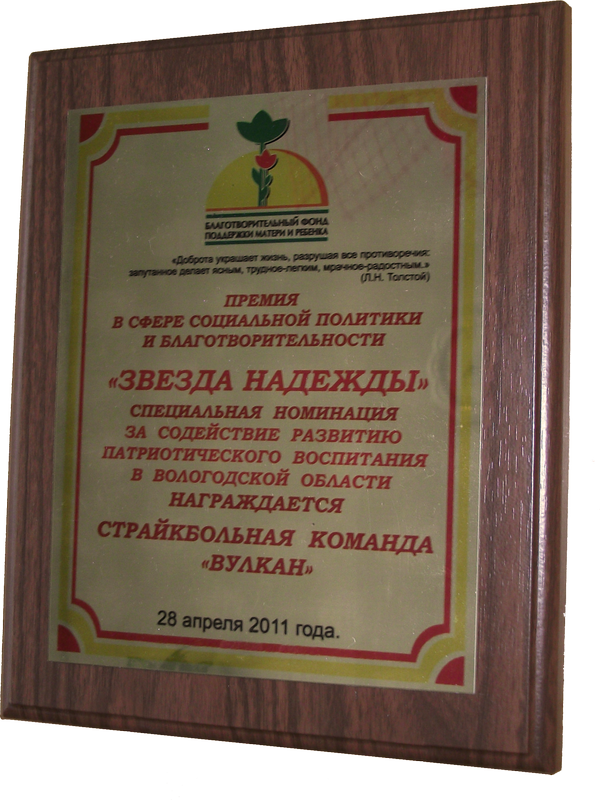 БЛАГОТВОРИТЕЛЬНЫЙ ФОНД
ПОДДЕРЖКИ МАТЕРИ И РЕБЕНКА
«Доброта украшает жизнь, разрушая все противоречия:
запутанное делает ясным, трудное-легким, мрачное-радостным.»
(Л.Н. Толстой)
ПРЕМИЯ
В СФЕРЕ СОЦИАЛЬНОЙ ПОЛИТИКИ
И БЛАГОТВОРИТЕЛЬНОСТИ
«ЗВЕЗДА НАДЕЖДЫ»
СПЕЦИАЛЬНАЯ НОМИНАЦИЯ
ЗА СОДЕЙСТВИЕ РАЗВИТИЮ
ПАТРИОТИЧЕСКОГО ВОСПИТАНИЯ
В ВОЛОГОДСКОЙ ОБЛАСТИ
НАГРАЖДАЕТСЯ
СТРАЙКБОЛЬНАЯ КОМАНДА
«ВУЛКАН»
28 апреля 2011 года.